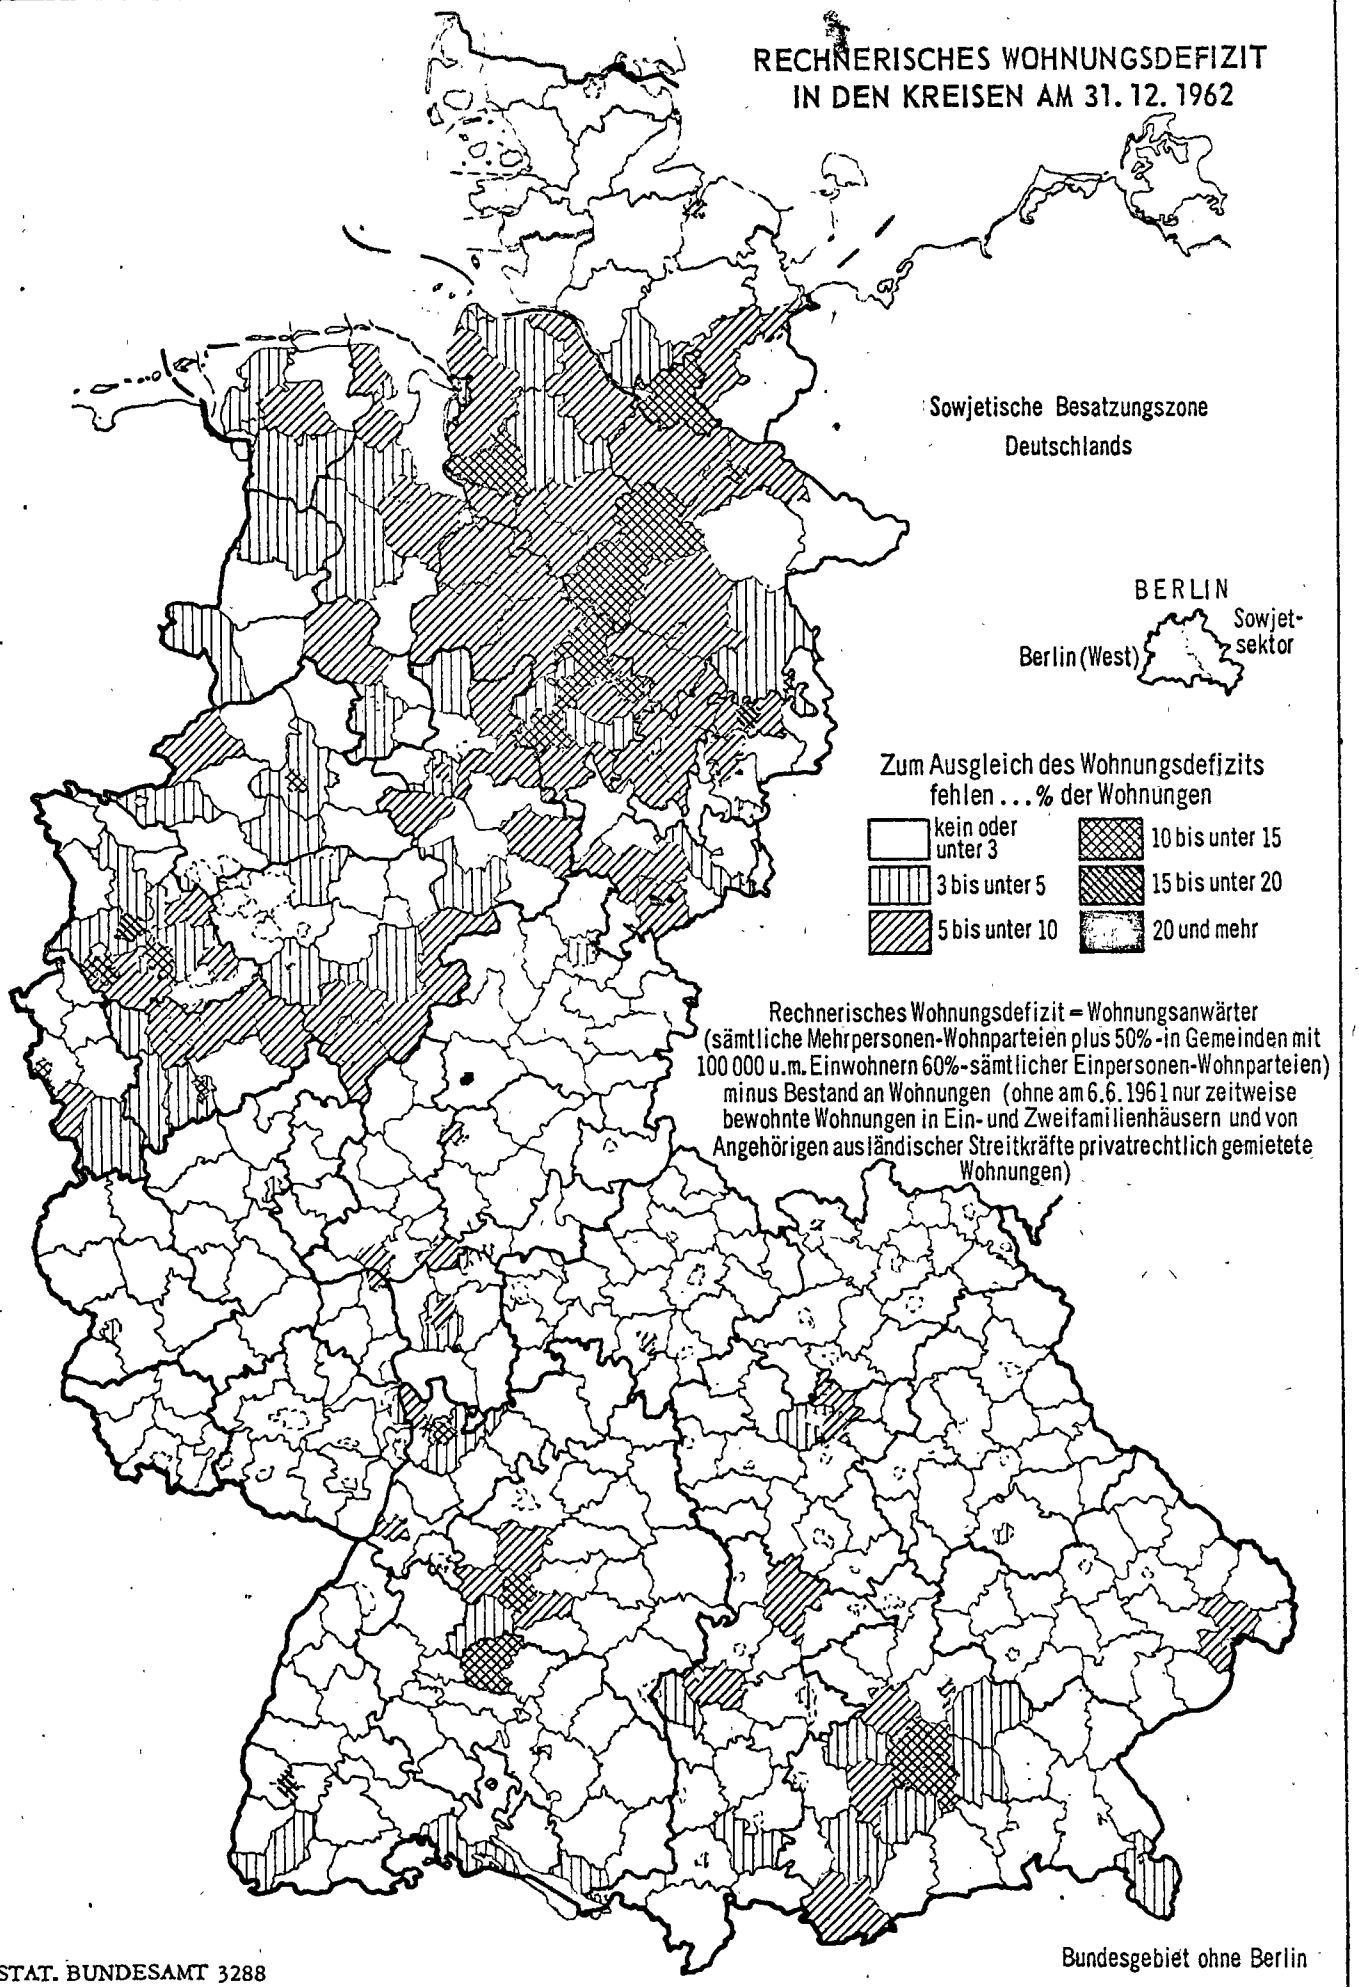 RECHNERISCHES WOHNUNGSDEFIZIT
IN DEN KREISEN AM 31.12.1962
Sowjetische Besatzungszone
Deutschlands
BERLIN
Sowjet-
sektor
Berlin (West)
Zum Ausgleich des Wohnungsdefizits
fehlen ...% der Wohnungen
kein oder
unter 3
3 bis unter 5
5 bis unter 10
10 bis unter 15
15 bis unter 20
20 und mehr
Rechnerisches Wohnungsdefizit = Wohnungsanwärter
(sämtliche Mehrpersonen-Wohnparteien plus 50%-in Gemeinden mit
100 000 u.m. Einwohnern 60%-sämtlicher Einpersonen-Wohnparteien)
minus Bestand an Wohnungen (ohne am 6.6.1961 nur zeitweise
bewohnte Wohnungen in Ein- und Zweifamilienhäusern und von
Angehörigen ausländischer Streitkräfte privatrechtlich gemietete
Wohnungen)
Bundesgebiet ohne Berlin
STAT. BUNDESAMT 3288